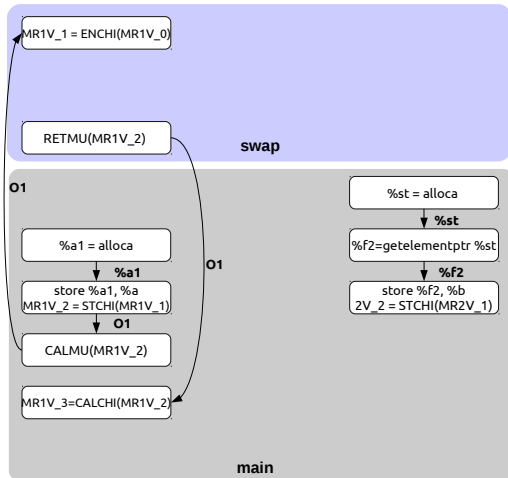 MR1V_1 = ENCHI(MR1V_0)
RETMU(MR1V_2)
swap
O1
%st = alloca
%st
%a1 = alloca
%f2=getelementptr %st
O1
%a1
%f2
store %a1, %a
MR1V_2 = STCHI(MR1V_1)
store %f2, %b
2V_2 = STCHI(MR2V_1)
O1
CALMU(MR1V_2)
MR1V_3=CALCHI(MR1V_2)
main